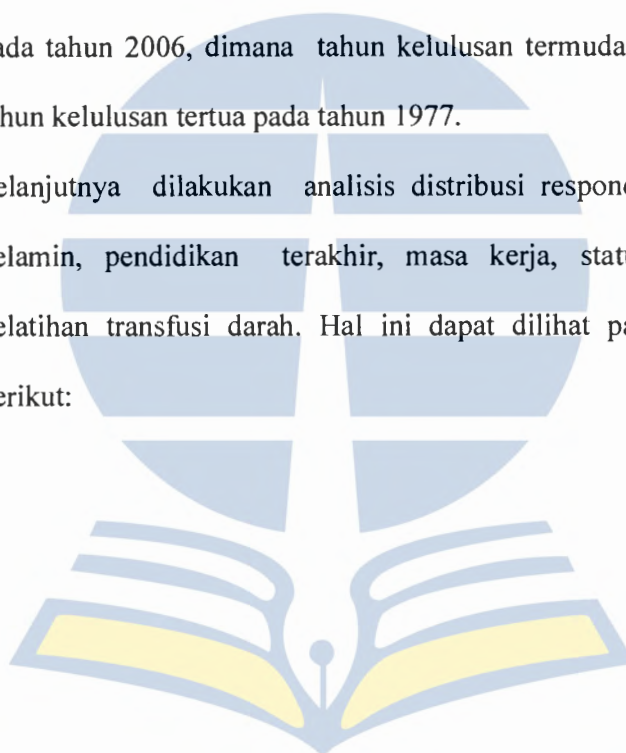 ada tahun 2006, dimana tahun kelulusan termuda
hun kelulusan tertua pada tahun 1977.
elanjutnya dilakukan analisis distribusi respond
elamin, pendidikan terakhir, masa kerja, statu
elatihan transfusi darah. Hal ini dapat dilihat pa
erikut: